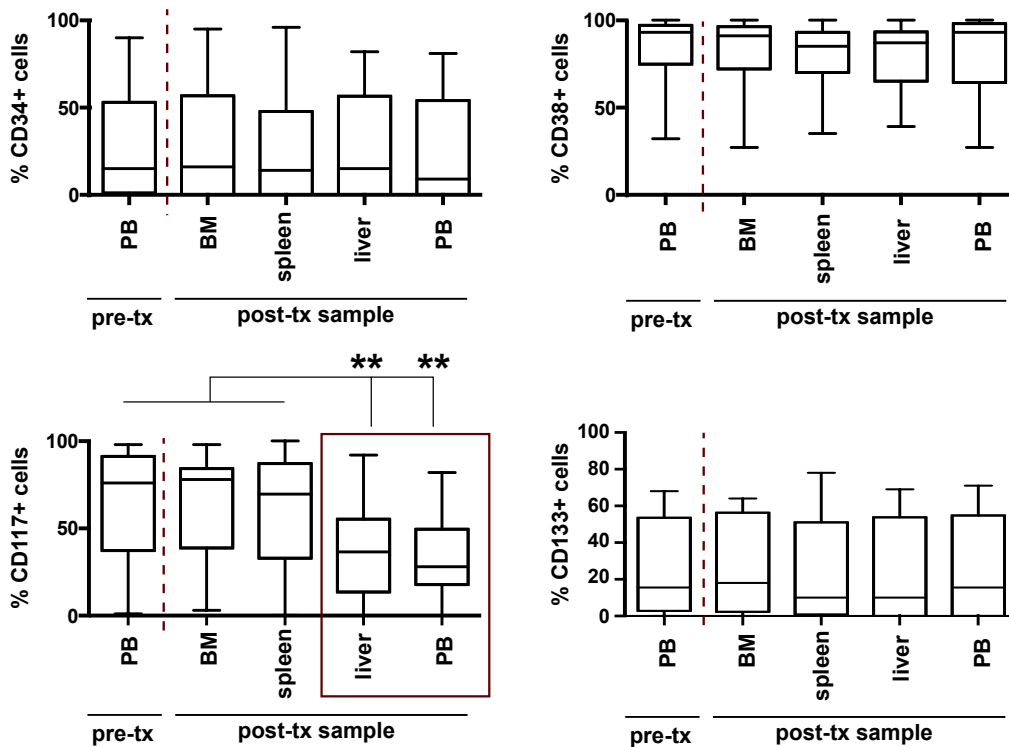 % CD34+ cells
100
50
0
PB
BM
spleen
liver
PB
pre-tx
post-tx sample
% CD38+ cells
100
50
0
PB
BM
spleen
liver
PB
pre-tx
post-tx sample
% CD117+ cells
** **
100
50
0
PB
BM
spleen
liver
PB
pre-tx
post-tx sample
% CD133+ cells
100
80
60
40
20
0
PB
BM
spleen
liver
PB
pre-tx
post-tx sample